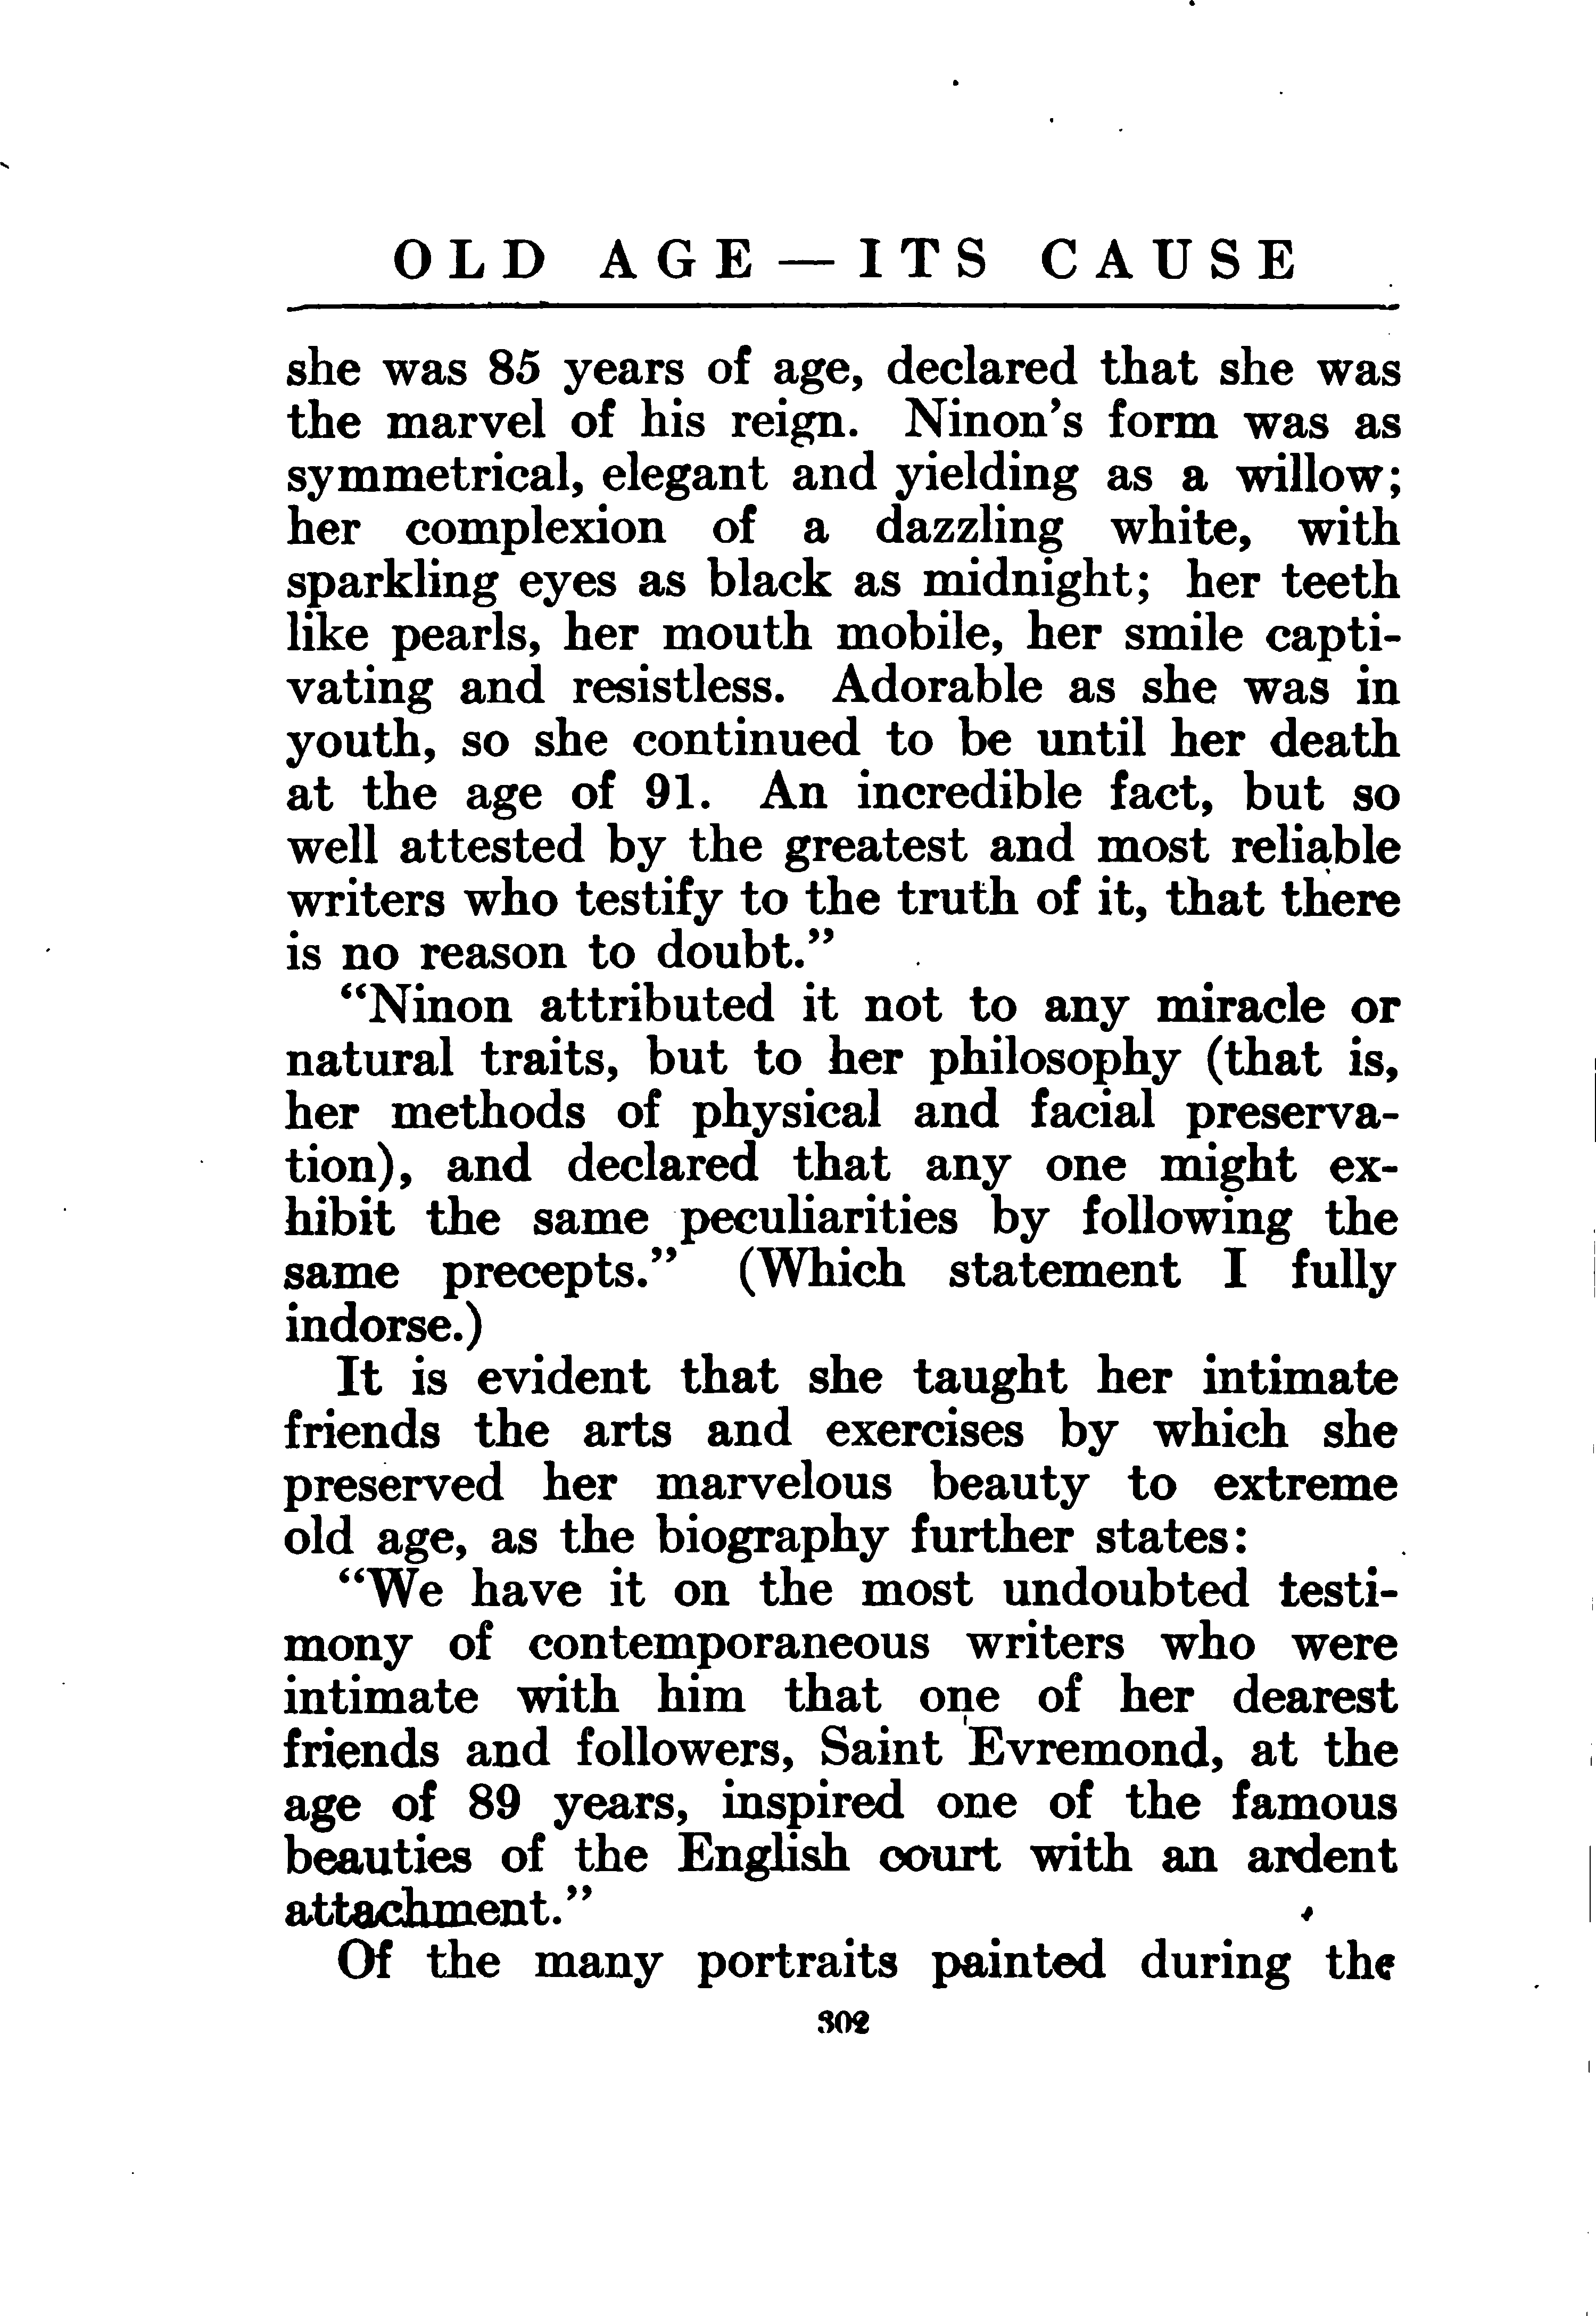 OLD AGE — ITS CAUSE
she was 85 years of age, declared that she was
the marvel of his reign. Ninon's form was as
symmetrical, elegant and yielding as a willow;
her complexion of a dazzling white, with
sparkling eyes as black as midnight; her teeth
like pearls, her mouth mobile, her smile capti-
vating and resistless. Adorable as she was in
youth, so she continued to be until her death
at the age of 91. An incredible fact, but so
well attested by the greatest and most reliable
writers who testify to the truth of it, that there
is no reason to doubt."
"Ninon attributed it not to any miracle or
natural traits, but to her philosophy (that is,
her methods of physical and facial preserva-
tion), and declared that any one might ex-
hibit the same peculiarities by following the
same precepts." (Which statement I fully
indorse.)
It is evident that she taught her intimate
friends the arts and exercises by which she
preserved her marvelous beauty to extreme
old age, as the biography further states:
"We have it on the most undoubted testi-
mony of contemporaneous writers who were
intimate with him that one of her dearest
friends and followers, Saint Evremond, at the
age of 89 years, inspired one of the famous
beauties of the English court with an ardent
attachment."
Of the many portraits painted during the
302